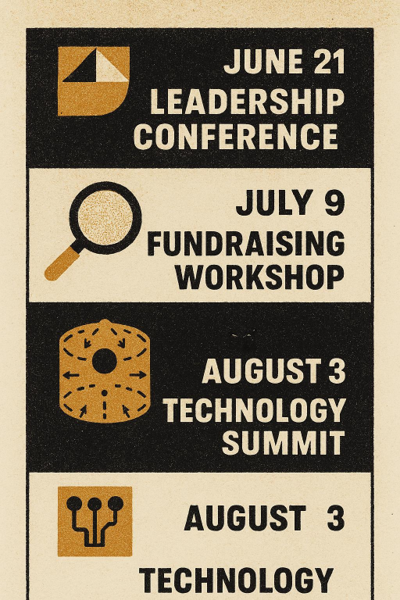 JUNE 21
LEADERSHIP
CONFERENCE
JULY 9
FUNDRAISING
WORKSHOP
AUGUST 3
TECHNOLOGY
SUMMIT
AUGUST 3
TECHNOLOGY